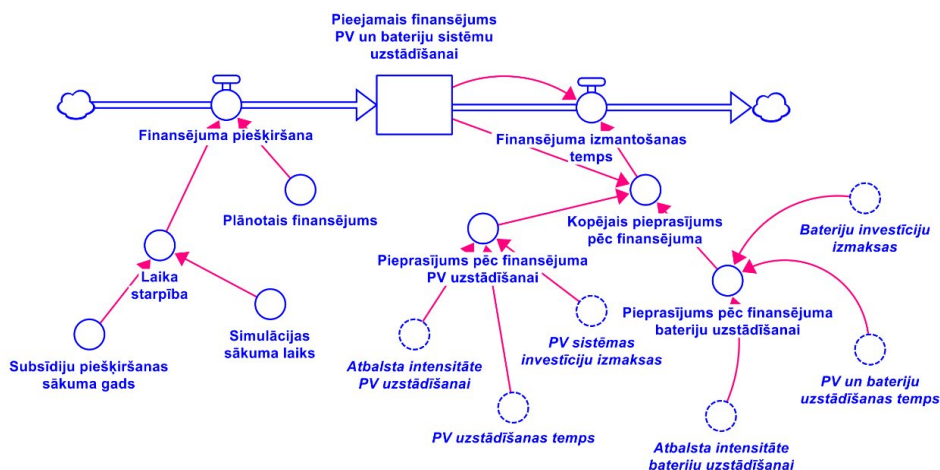 Pieejamais finansējums
PV un bateriju sistēmu
uzstādīšanai
Finansējuma piešķiršana
Finansējuma izmantošanas
temps
Plānotais finansējums
Kopējais pieprasījums
pēc finansējuma
Bateriju investīciju
izmaksas
Laika
starpība
Pieprasījums pēc finansējuma
PV uzstādīšanai
Pieprasījums pēc finansējuma
bateriju uzstādīšanai
Subsīdiju piešķiršanas
sākuma gads
Simulācijas
sākuma laiks
Atbalsta intensitāte
PV uzstādīšanai
PV sistēmas
investīciju izmaksas
PV un bateriju
uzstādīšanas temps
PV uzstādīšanas temps
Atbalsta intensitāte
bateriju uzstādīšanai